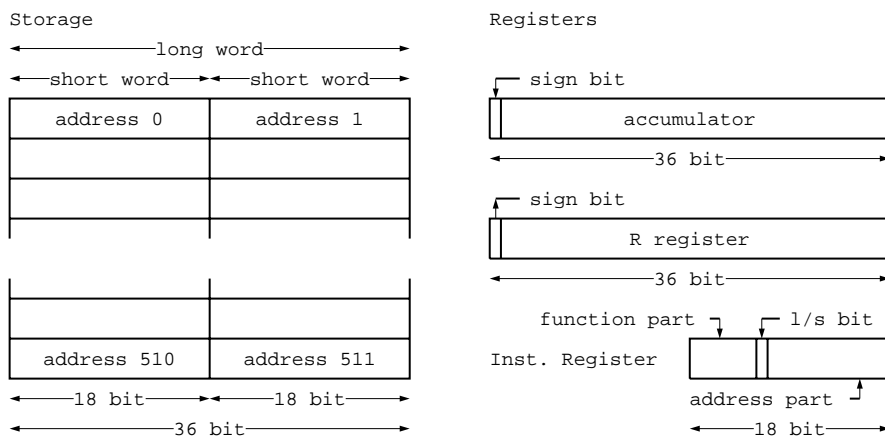 Storage
long word
short word short word
address 0 address 1
address 510 address 511
18 bit 18 bit
36 bit
Registers
sign bit
accumulator
36 bit
sign bit
R register
36 bit
function part l/s bit
Inst. Register
address part
18 bit